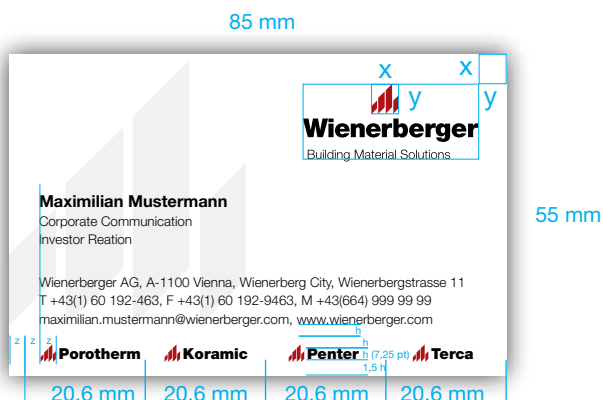 85 mm
x
x
y
y
Wienerberger
Building Material Solutions
Maximilian Mustermann
Corporate Communication
Investor Reation
55 mm
Wienerberger AG, A-1100 Vienna, Wienerberg City, Wienerbergstrasse 11
T +43(1) 60 192-463, F +43(1) 60 192-9463, M +43(664) 999 99 99
maximilian.mustermann@wienerberger.com, www.wienerberger.com
h
z z z
h
Porotherm Koramic Penter h (7,25 pt) Terca
1,5 h
20.6 mm 20.6 mm 20.6 mm 20.6 mm